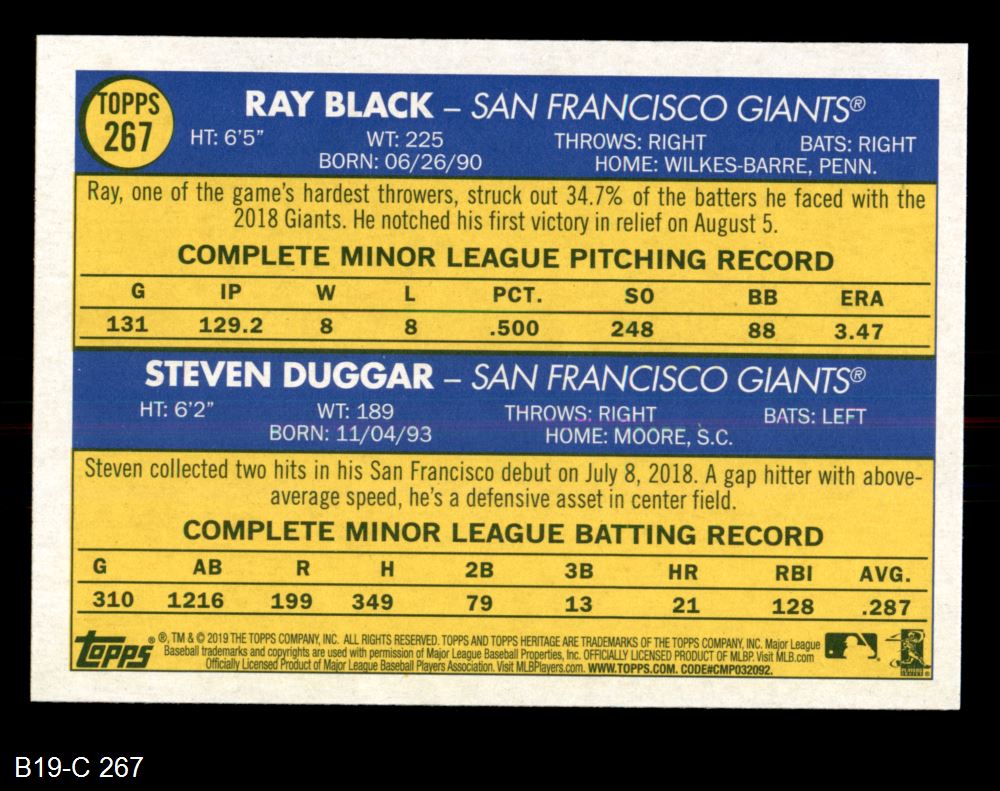 TOPPS
267
RAY BLACK – SAN FRANCISCO GIANTS®
HT: 6'5" WT: 225 THROWS: RIGHT BATS: RIGHT
BORN: 06/26/90 HOME: WILKES-BARRE, PENN.
Ray, one of the game's hardest throwers, struck out 34.7% of the batters he faced with the
2018 Giants. He notched his first victory in relief on August 5.
COMPLETE MINOR LEAGUE PITCHING RECORD
G IP W L PCT. SO BB ERA
131 129.2 8 8 .500 248 88 3.47
STEVEN DUGGAR – SAN FRANCISCO GIANTS®
HT: 6'2" WT: 189 THROWS: RIGHT BATS: LEFT
BORN: 11/04/93 HOME: MOORE, S.C.
Steven collected two hits in his San Francisco debut on July 8, 2018. A gap hitter with above-
average speed, he's a defensive asset in center field.
COMPLETE MINOR LEAGUE BATTING RECORD
G AB R H 2B 3B HR RBI AVG.
310 1216 199 349 79 13 21 128 .287
Topps® ®, TM & © 2019 THE TOPPS COMPANY, INC. ALL RIGHTS RESERVED. TOPPS AND TOPPS HERITAGE ARE TRADEMARKS OF THE TOPPS COMPANY, INC. Major League
Baseball trademarks and copyrights are used with permission of Major League Baseball Properties, Inc. OFFICIALLY LICENSED PRODUCT OF MLBP. Visit MLB.com
Officially Licensed Product of Major League Baseball Players Association. Visit MLBPlayers.com. WWW.TOPPS.COM. CODE#CMP032092.
B19-C 267